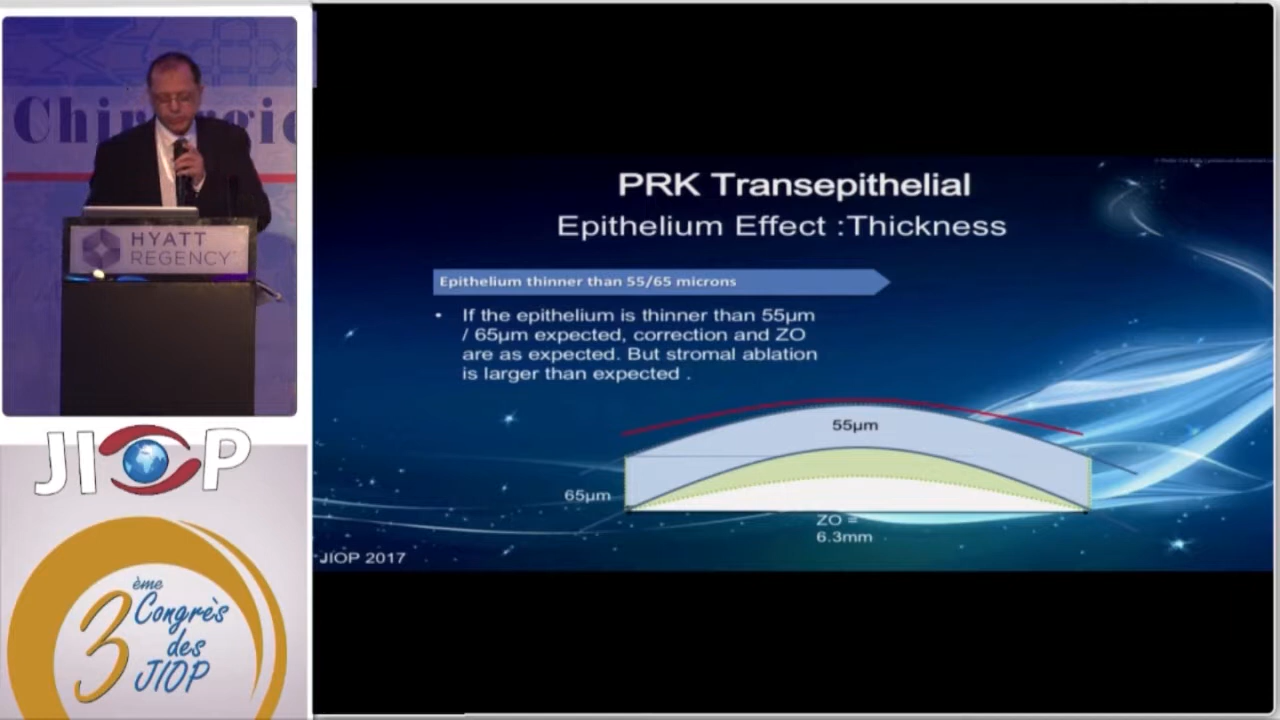 Chirurgie
HYATT
REGENCY
JIOP
3ème
Congrès
des
JIOP
PRK Transepithelial
Epithelium Effect :Thickness
Epithelium thinner than 55/65 microns
• If the epithelium is thinner than 55µm
/ 65µm expected, correction and ZO
are as expected. But stromal ablation
is larger than expected .
55µm
65µm
ZO =
6.3mm
JIOP 2017